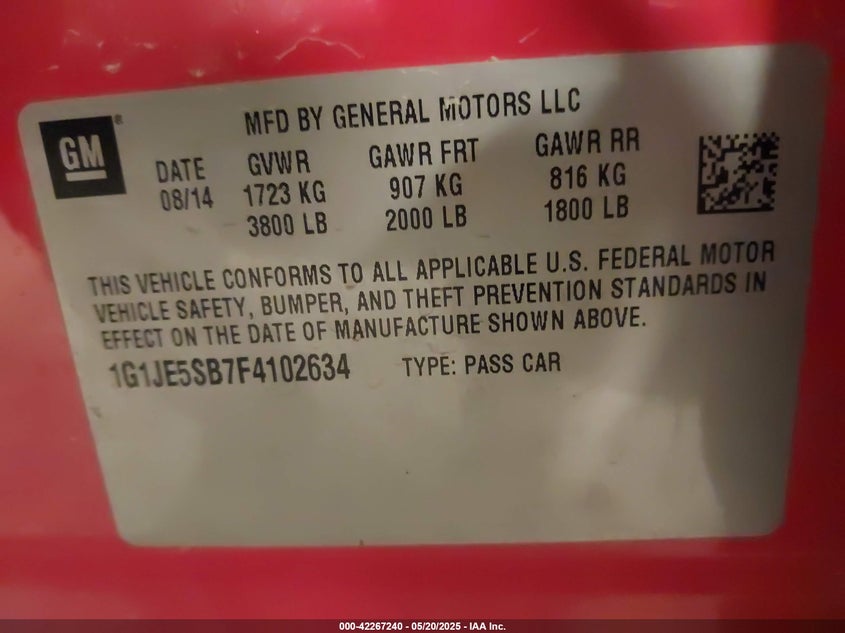 GM
MFD BY GENERAL MOTORS LLC
DATE GVWR GAWR FRT GAWR RR
08/14 1723 KG 907 KG 816 KG
3800 LB 2000 LB 1800 LB
THIS VEHICLE CONFORMS TO ALL APPLICABLE U.S. FEDERAL MOTOR
VEHICLE SAFETY, BUMPER, AND THEFT PREVENTION STANDARDS IN
EFFECT ON THE DATE OF MANUFACTURE SHOWN ABOVE.
1G1JE5SB7F4102634 TYPE: PASS CAR
000-42267240 - 05/20/2025 - IAA Inc.